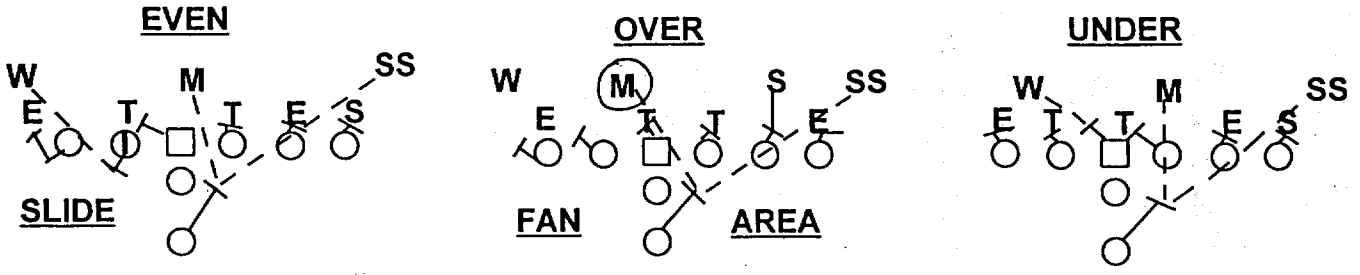 EVEN
W M SS
E T T E S
SLIDE
OVER
W M S SS
E T T E
FAN AREA
UNDER
W M SS
E T T E S